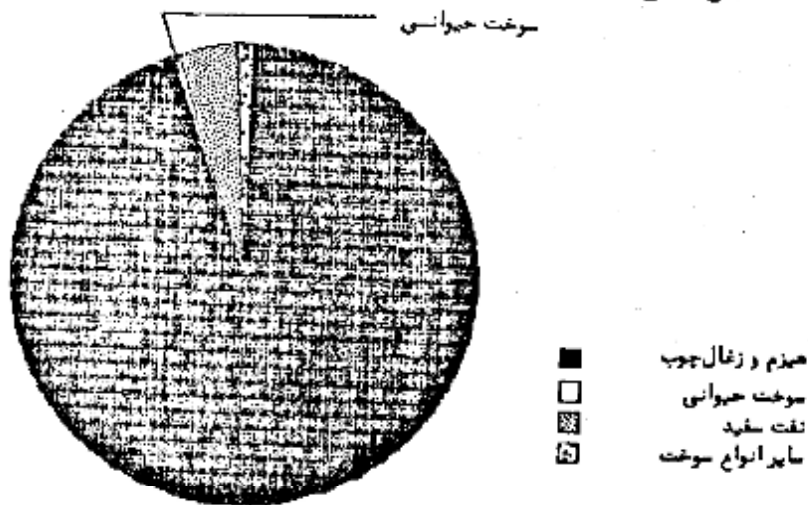 سوخت حیوانی
هیزم و زغال‌چوب
سوخت حیوانی
نفت سفید
سایر انواع سوخت